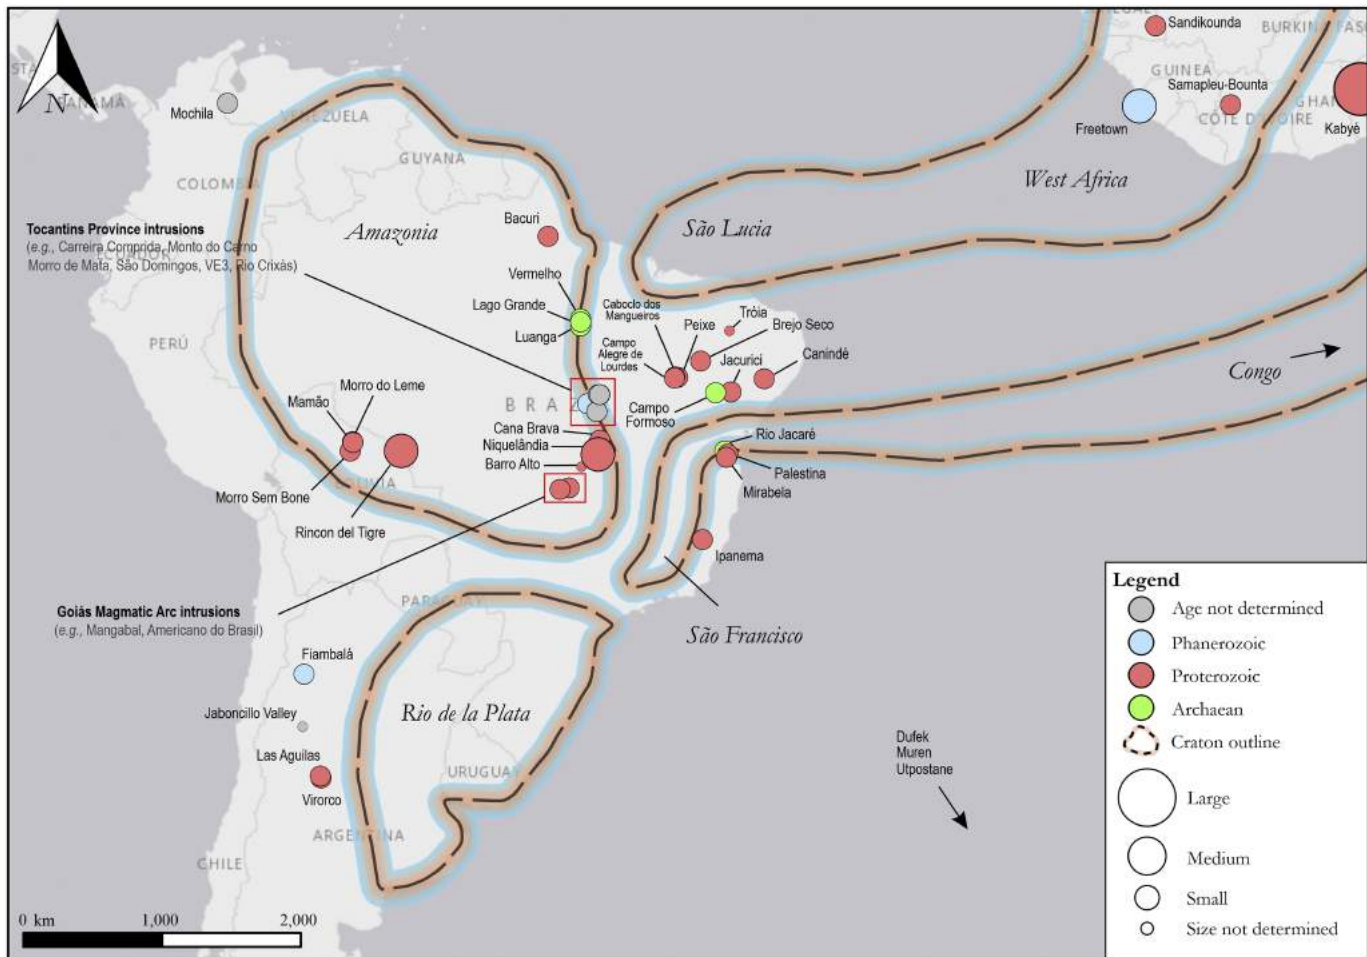 SENEGAL
Sandikounda
BURKINA FASO
GUINEA
Samapleu-Bounta
GHANA
CÔTE D'IVOIRE
Kabyé
Freetown
N
PANAMÁ
Mochila
VENEZUELA
GUYANA
COLOMBIA
West Africa
São Lucia
Amazonia
Bacuri
Tocantins Province intrusions
(e.g., Carreira Comprida, Monto do Carno
Morro de Mata, São Domingos, VE3, Rio Crixás)
ECUADOR
Vermelho
Lago Grande
Luanga
Caboclo dos
Mangueiros
Peixe
Tróia
Brejo Seco
Campo
Alegre de
Lourdes
Jacurici
Canindé
Congo
PERÚ
Morro do Leme
Mamão
BRAZ
Campo
Formoso
Cana Brava
Niquelândia
Barro Alto
Rio Jacaré
Palestina
Mirabela
Morro Sem Bone
BOLIVIA
Rincon del Tigre
Ipanema
São Francisco
PARAGUAY
Goiás Magmatic Arc intrusions
(e.g., Mangabal, Americano do Brasil)
Fiambalá
Jaboncillo Valley
Rio de la Plata
Las Aguilas
Virorco
URUGUAY
ARGENTINA
CHILE
Dufek
Muren
Utpostane
0 km
1,000
2,000
Legend
Age not determined
Phanerozoic
Proterozoic
Archaean
Craton outline
Large
Medium
Small
Size not determined